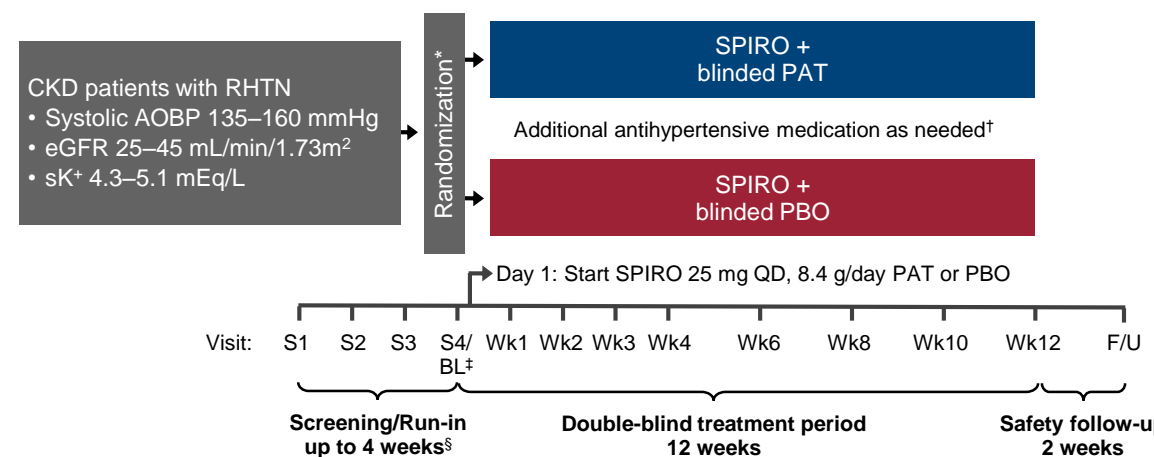 CKD patients with RHTN
• Systolic AOBP 135–160 mmHg
• eGFR 25–45 mL/min/1.73m²
• sK⁺ 4.3–5.1 mEq/L
Randomization*
SPIRO +
blinded PAT
Additional antihypertensive medication as needed†
SPIRO +
blinded PBO
Day 1: Start SPIRO 25 mg QD, 8.4 g/day PAT or PBO
Visit: S1 S2 S3 S4/ Wk1 Wk2 Wk3 Wk4 Wk6 Wk8 Wk10 Wk12 F/U
BL‡
Screening/Run-in Double-blind treatment period Safety follow-u
up to 4 weeks§ 12 weeks 2 weeks